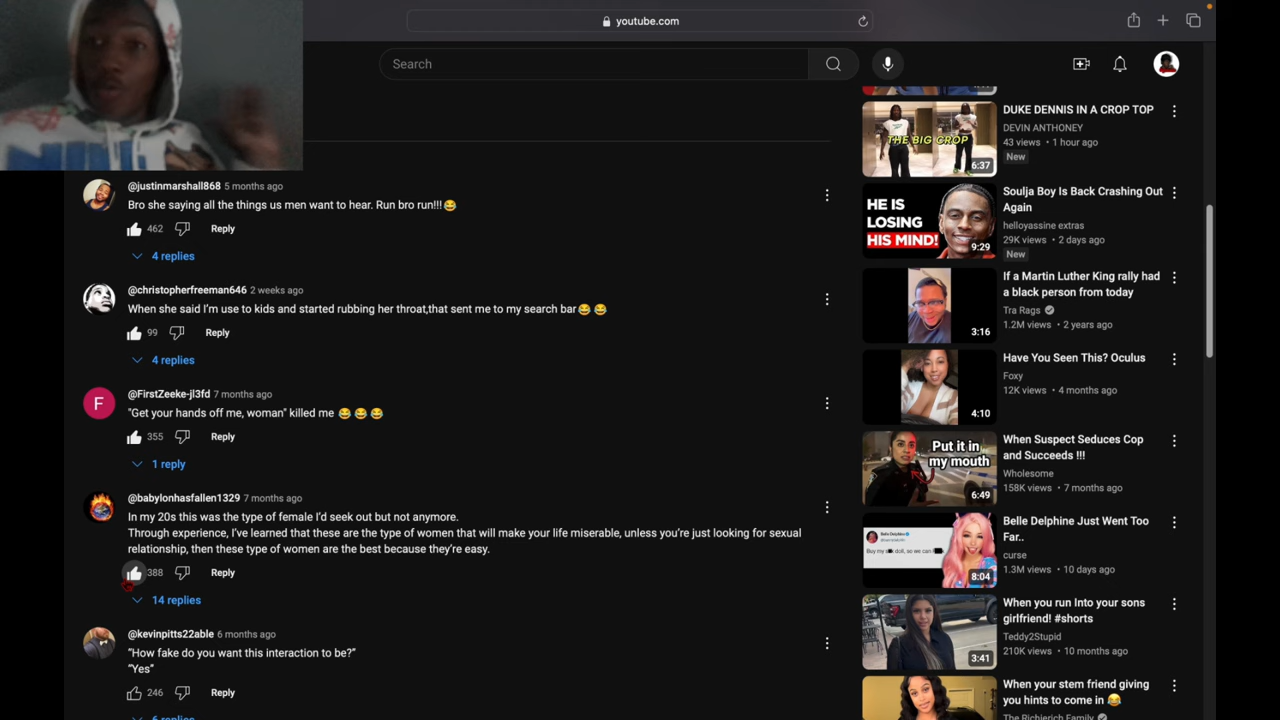 youtube.com
Search
@justinmarshall868 5 months ago
Bro she saying all the things us men want to hear. Run bro run!!!😂
462 Reply
4 replies
@christopherfreeman646 2 weeks ago
When she said I'm use to kids and started rubbing her throat,that sent me to my search bar😂 😂
99 Reply
4 replies
F
@FirstZeeke-jl3fd 7 months ago
"Get your hands off me, woman" killed me 😂 😂 😂
355 Reply
1 reply
@babylonhasfallen1329 7 months ago
In my 20s this was the type of female I'd seek out but not anymore.
Through experience, I've learned that these are the type of women that will make your life miserable, unless you're just looking for sexual
relationship, then these type of women are the best because they're easy.
388 Reply
14 replies
@kevinpitts22able 6 months ago
"How fake do you want this interaction to be?"
"Yes"
246 Reply
6 replies
THE BIG CROP
6:37
DUKE DENNIS IN A CROP TOP
DEVIN ANTHONEY
43 views • 1 hour ago
New
HE IS
LOSING
HIS MIND!
9:29
Soulja Boy Is Back Crashing Out
Again
helloyassine extras
29K views • 2 days ago
New
3:16
If a Martin Luther King rally had
a black person from today
Tra Rags
1.2M views • 2 years ago
4:10
Have You Seen This? Oculus
Foxy
12K views • 4 months ago
Put it in
my mouth
6:49
When Suspect Seduces Cop
and Succeeds !!!
Wholesome
158K views • 7 months ago
Belle Delphine
8:04
Belle Delphine Just Went Too
Far..
curse
1.3M views • 10 days ago
3:41
When you run Into your sons
girlfriend! #shorts
Teddy2Stupid
210K views • 10 months ago
When your stem friend giving
you hints to come in 😂
The Richierich Family